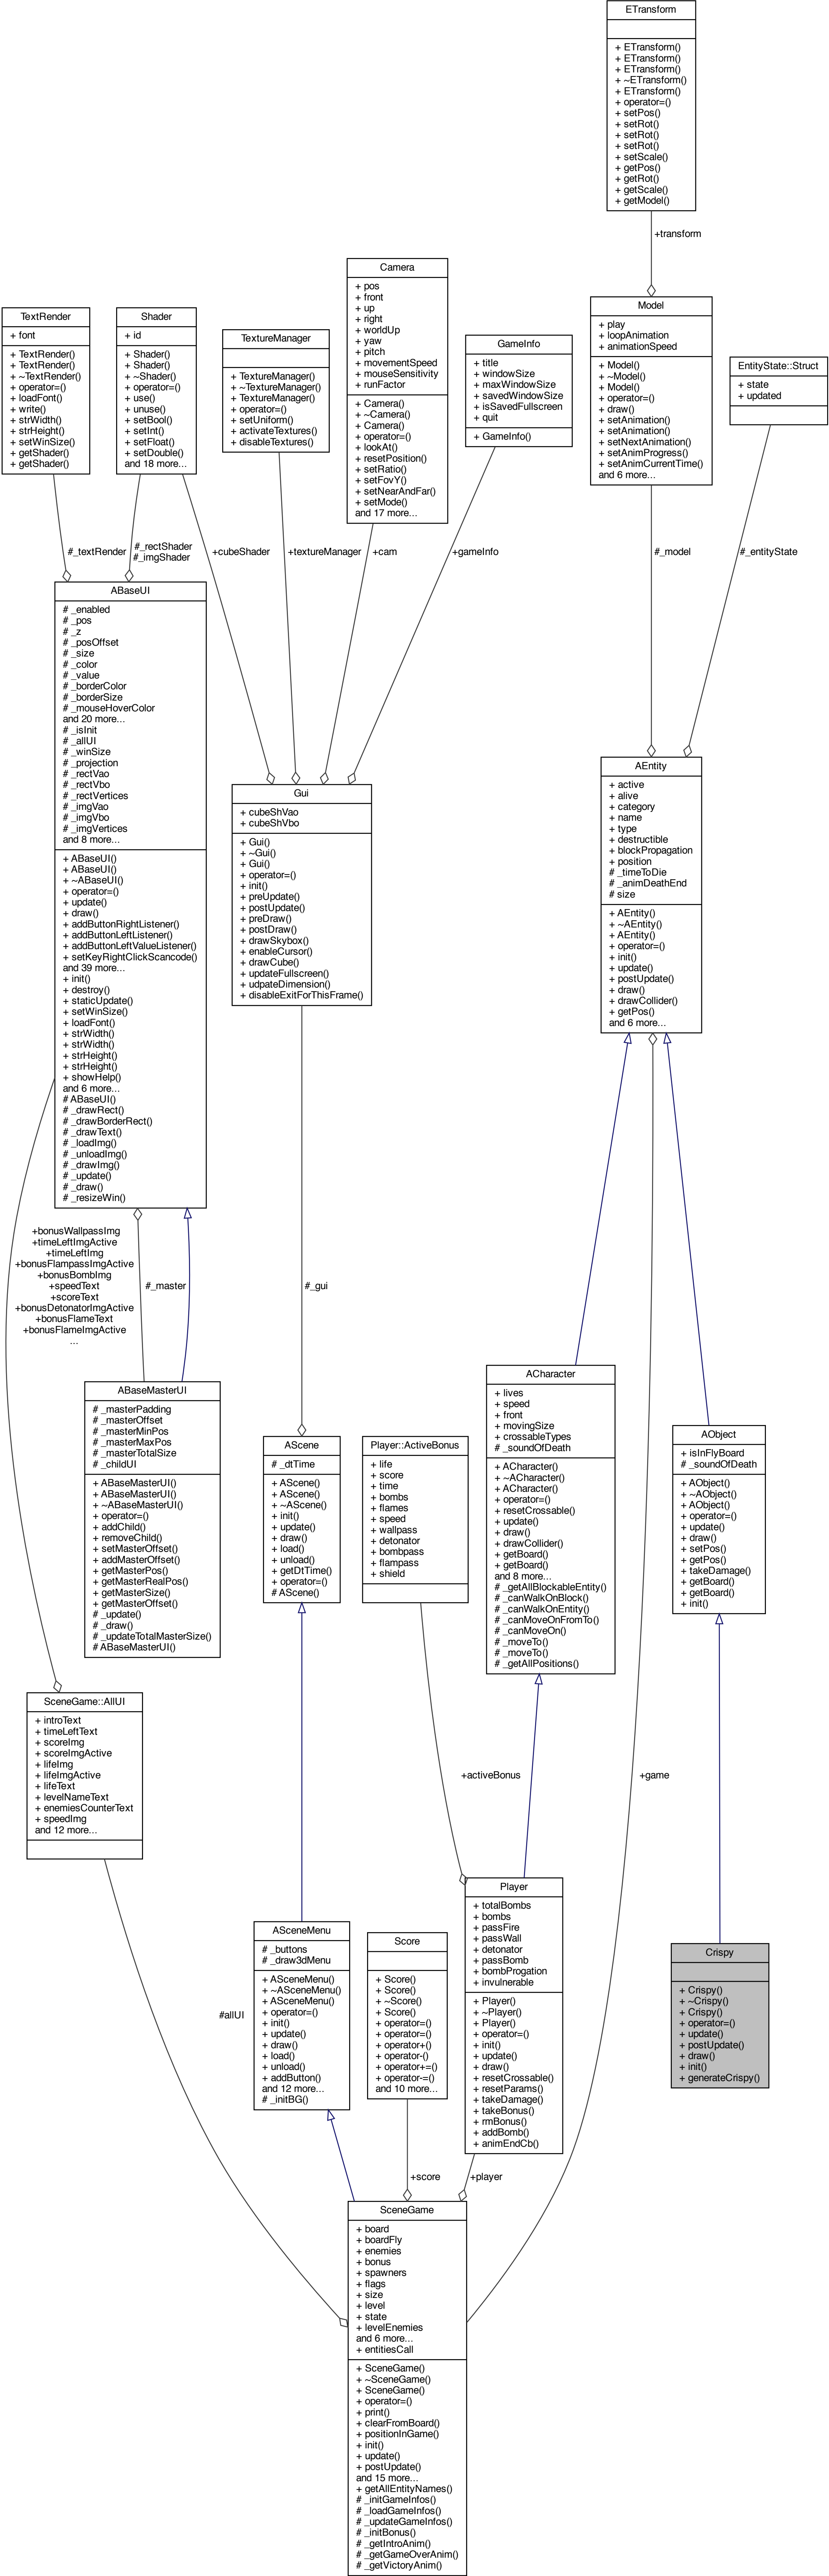 ETransform
+ ETransform()
+ ETransform()
+ ETransform()
+ ~ETransform()
+ ETransform()
+ operator=()
+ setPos()
+ setRot()
+ setRot()
+ setRot()
+ setScale()
+ getPos()
+ getRot()
+ getScale()
+ getModel()
+transform
Camera
+ pos
+ front
+ up
+ right
+ worldUp
+ yaw
+ pitch
+ movementSpeed
+ mouseSensitivity
+ runFactor
+ Camera()
+ ~Camera()
+ Camera()
+ operator=()
+ lookAt()
+ resetPosition()
+ setRatio()
+ setFovY()
+ setNearAndFar()
+ setMode()
and 17 more...
Model
+ play
+ loopAnimation
+ animationSpeed
+ Model()
+ ~Model()
+ Model()
+ operator=()
+ draw()
+ setAnimation()
+ setAnimation()
+ setNextAnimation()
+ setAnimProgress()
+ setAnimCurrentTime()
and 6 more...
TextRender
+ font
+ TextRender()
+ TextRender()
+ ~TextRender()
+ operator=()
+ loadFont()
+ write()
+ strWidth()
+ strHeight()
+ setWinSize()
+ getShader()
+ getShader()
Shader
+ id
+ Shader()
+ Shader()
+ ~Shader()
+ operator=()
+ use()
+ unuse()
+ setBool()
+ setInt()
+ setFloat()
+ setDouble()
and 18 more...
TextureManager
+ TextureManager()
+ ~TextureManager()
+ TextureManager()
+ operator=()
+ setUniform()
+ activateTextures()
+ disableTextures()
GameInfo
+ title
+ windowSize
+ maxWindowSize
+ savedWindowSize
+ isSavedFullscreen
+ quit
+ GameInfo()
EntityState::Struct
+ state
+ updated
#_textRender
#_rectShader
#_imgShader
+cubeShader
+textureManager
+cam
+gameInfo
#_model
#_entityState
ABaseUI
# _enabled
# _pos
# _z
# _posOffset
# _size
# _color
# _value
# _borderColor
# _borderSize
# _mouseHoverColor
and 20 more...
# _isInit
# _allUI
# _winSize
# _projection
# _rectVao
# _rectVbo
# _rectVertices
# _imgVao
# _imgVbo
# _imgVertices
and 8 more...
+ ABaseUI()
+ ABaseUI()
+ ~ABaseUI()
+ operator=()
+ update()
+ draw()
+ addButtonRightListener()
+ addButtonLeftListener()
+ addButtonLeftValueListener()
+ setKeyRightClickScancode()
and 39 more...
+ init()
+ destroy()
+ staticUpdate()
+ setWinSize()
+ loadFont()
+ strWidth()
+ strWidth()
+ strHeight()
+ strHeight()
+ showHelp()
and 6 more...
# ABaseUI()
# _drawRect()
# _drawBorderRect()
# _drawText()
# _loadImg()
# _unloadImg()
# _drawImg()
# _update()
# _draw()
# _resizeWin()
Gui
+ cubeShVao
+ cubeShVbo
+ Gui()
+ ~Gui()
+ Gui()
+ operator=()
+ init()
+ preUpdate()
+ postUpdate()
+ preDraw()
+ postDraw()
+ drawSkybox()
+ enableCursor()
+ drawCube()
+ updateFullscreen()
+ udpateDimension()
+ disableExitForThisFrame()
AEntity
+ active
+ alive
+ category
+ name
+ type
+ destructible
+ blockPropagation
+ position
# _timeToDie
# _animDeathEnd
# size
+ AEntity()
+ ~AEntity()
+ AEntity()
+ operator=()
+ init()
+ update()
+ postUpdate()
+ draw()
+ drawCollider()
+ getPos()
and 6 more...
+bonusWallpassImg
+timeLeftImgActive
+timeLeftImg
+bonusFlampassImgActive
+bonusBombImg
+speedText
+scoreText
+bonusDetonatorImgActive
+bonusFlameText
+bonusFlameImgActive
...
#_master
#_gui
ABaseMasterUI
# _masterPadding
# _masterOffset
# _masterMinPos
# _masterMaxPos
# _masterTotalSize
# _childUI
+ ABaseMasterUI()
+ ABaseMasterUI()
+ ~ABaseMasterUI()
+ operator=()
+ addChild()
+ removeChild()
+ setMasterOffset()
+ addMasterOffset()
+ getMasterPos()
+ getMasterRealPos()
+ getMasterSize()
+ getMasterOffset()
# _update()
# _draw()
# _updateTotalMasterSize()
# ABaseMasterUI()
AScene
# _dtTime
+ AScene()
+ AScene()
+ ~AScene()
+ init()
+ update()
+ draw()
+ load()
+ unload()
+ getDtTime()
+ operator=()
# AScene()
Player::ActiveBonus
+ life
+ score
+ time
+ bombs
+ flames
+ speed
+ wallpass
+ detonator
+ bombpass
+ flampass
+ shield
ACharacter
+ lives
+ speed
+ front
+ movingSize
+ crossableTypes
# _soundOfDeath
+ ACharacter()
+ ~ACharacter()
+ ACharacter()
+ operator=()
+ resetCrossable()
+ update()
+ draw()
+ drawCollider()
+ getBoard()
+ getBoard()
and 8 more...
# _getAllBlockableEntity()
# _canWalkOnBlock()
# _canWalkOnEntity()
# _canMoveOnFromTo()
# _canMoveOn()
# _moveTo()
# _moveTo()
# _getAllPositions()
AObject
+ isInFlyBoard
# _soundOfDeath
+ AObject()
+ ~AObject()
+ AObject()
+ operator=()
+ update()
+ draw()
+ setPos()
+ getPos()
+ takeDamage()
+ getBoard()
+ getBoard()
+ init()
SceneGame::AllUI
+ introText
+ timeLeftText
+ scoreImg
+ scoreImgActive
+ lifeImg
+ lifeImgActive
+ lifeText
+ levelNameText
+ enemiesCounterText
+ speedImg
and 12 more...
+activeBonus
+game
Player
+ totalBombs
+ bombs
+ passFire
+ passWall
+ detonator
+ passBomb
+ bombProgation
+ invulnerable
+ Player()
+ ~Player()
+ Player()
+ operator=()
+ init()
+ update()
+ draw()
+ resetCrossable()
+ resetParams()
+ takeDamage()
+ takeBonus()
+ rmBonus()
+ addBomb()
+ animEndCb()
#allUI
ASceneMenu
# _buttons
# _draw3dMenu
+ ASceneMenu()
+ ~ASceneMenu()
+ ASceneMenu()
+ operator=()
+ init()
+ update()
+ draw()
+ load()
+ unload()
+ addButton()
and 12 more...
# _initBG()
Score
+ Score()
+ Score()
+ ~Score()
+ Score()
+ operator=()
+ operator=()
+ operator+()
+ operator-()
+ operator+=()
+ operator-=()
and 10 more...
Crispy
+ Crispy()
+ ~Crispy()
+ Crispy()
+ operator=()
+ update()
+ postUpdate()
+ draw()
+ init()
+ generateCrispy()
+score
+player
SceneGame
+ board
+ boardFly
+ enemies
+ bonus
+ spawners
+ flags
+ size
+ level
+ state
+ levelEnemies
and 6 more...
+ entitiesCall
+ SceneGame()
+ ~SceneGame()
+ SceneGame()
+ operator=()
+ print()
+ clearFromBoard()
+ positionInGame()
+ init()
+ update()
+ postUpdate()
and 15 more...
+ getAllEntityNames()
# _initGameInfos()
# _loadGameInfos()
# _updateGameInfos()
# _initBonus()
# _getIntroAnim()
# _getGameOverAnim()
# _getVictoryAnim()